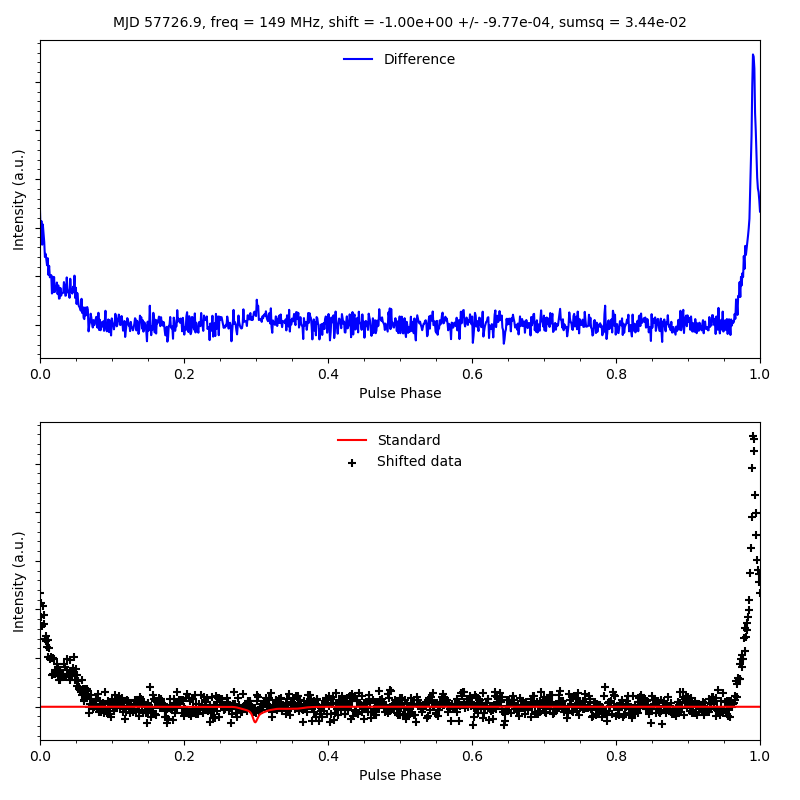 MJD 57726.9, freq = 149 MHz, shift = -1.00e+00 +/- -9.77e-04, sumsq = 3.44e-02
Difference
Intensity (a.u.)
0.0 0.2 0.4 0.6 0.8 1.0
Pulse Phase
Standard
Shifted data
Intensity (a.u.)
0.0 0.2 0.4 0.6 0.8 1.0
Pulse Phase